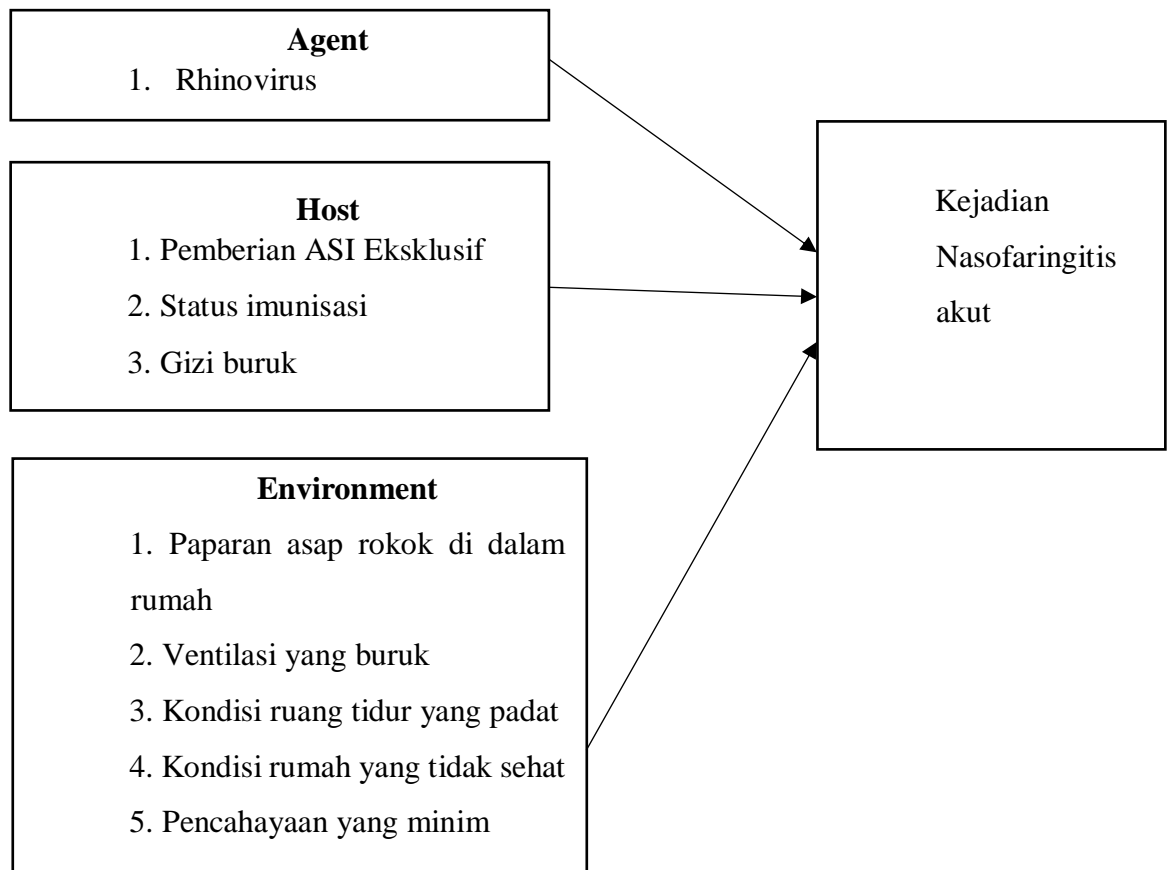 Agent
1. Rhinovirus
Host
1. Pemberian ASI Eksklusif
2. Status imunisasi
3. Gizi buruk
Environment
1. Paparan asap rokok di dalam
rumah
2. Ventilasi yang buruk
3. Kondisi ruang tidur yang padat
4. Kondisi rumah yang tidak sehat
5. Pencahayaan yang minim
Kejadian
Nasofaringitis
akut